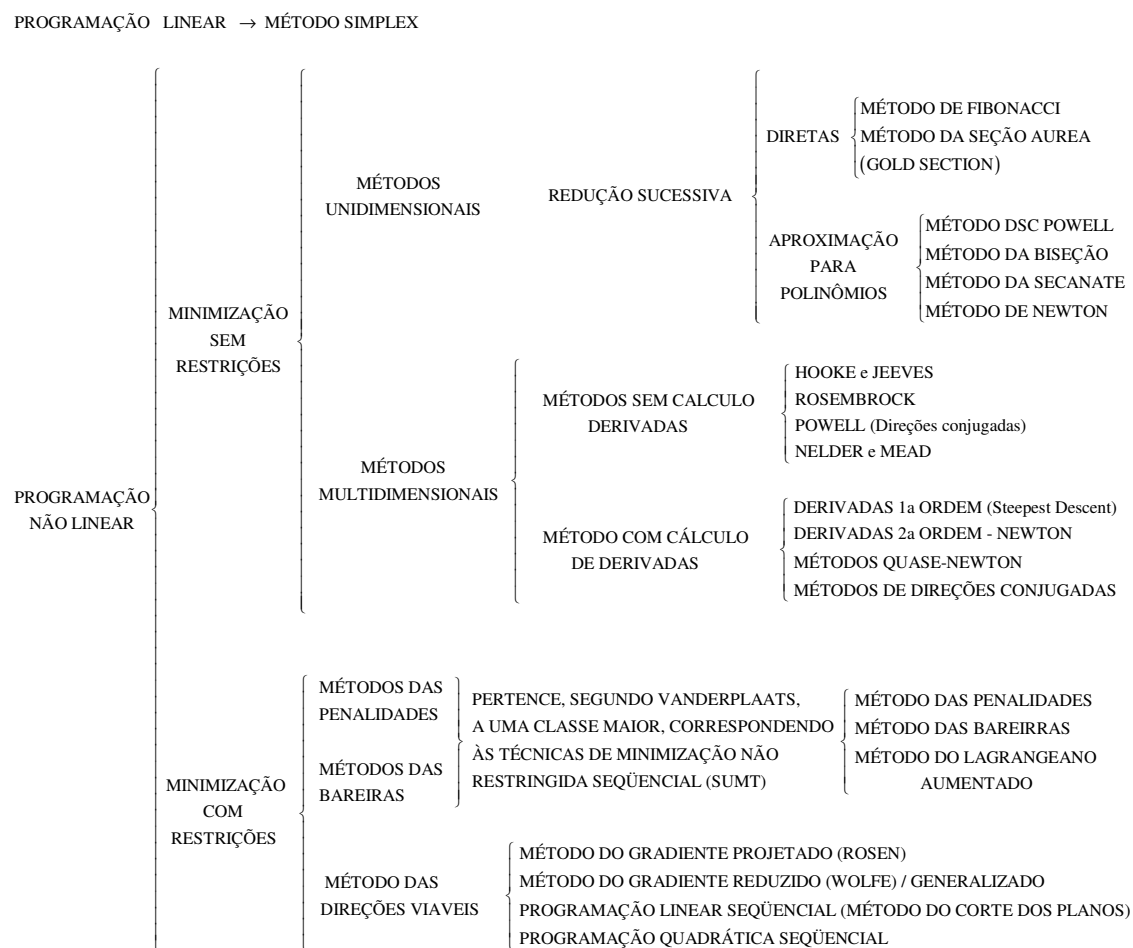 PROGRAMAÇÃO LINEAR → MÉTODO SIMPLEX
PROGRAMAÇÃO
NÃO LINEAR
MINIMIZAÇÃO
SEM
RESTRIÇÕES
MÉTODOS
UNIDIMENSIONAIS
REDUÇÃO SUCESSIVA
DIRETAS
MÉTODO DE FIBONACCI
MÉTODO DA SEÇÃO AUREA
(GOLD SECTION)
APROXIMAÇÃO
PARA
POLINÔMIOS
MÉTODO DSC POWELL
MÉTODO DA BISEÇÃO
MÉTODO DA SECANATE
MÉTODO DE NEWTON
MÉTODOS
MULTIDIMENSIONAIS
MÉTODOS SEM CALCULO
DERIVADAS
HOOKE e JEEVES
ROSEMBROCK
POWELL (Direções conjugadas)
NELDER e MEAD
MÉTODO COM CÁLCULO
DE DERIVADAS
DERIVADAS 1a ORDEM (Steepest Descent)
DERIVADAS 2a ORDEM - NEWTON
MÉTODOS QUASE-NEWTON
MÉTODOS DE DIREÇÕES CONJUGADAS
MINIMIZAÇÃO
COM
RESTRIÇÕES
MÉTODOS DAS
PENALIDADES
MÉTODOS DAS
BAREIRAS
PERTENCE, SEGUNDO VANDERPLAATS,
A UMA CLASSE MAIOR, CORRESPONDENDO
ÀS TÉCNICAS DE MINIMIZAÇÃO NÃO
RESTRINGIDA SEQÜENCIAL (SUMT)
MÉTODO DAS PENALIDADES
MÉTODO DAS BAREIRRAS
MÉTODO DO LAGRANGEANO
AUMENTADO
MÉTODO DAS
DIREÇÕES VIAVEIS
MÉTODO DO GRADIENTE PROJETADO (ROSEN)
MÉTODO DO GRADIENTE REDUZIDO (WOLFE) / GENERALIZADO
PROGRAMAÇÃO LINEAR SEQÜENCIAL (MÉTODO DO CORTE DOS PLANOS)
PROGRAMAÇÃO QUADRÁTICA SEQÜENCIAL